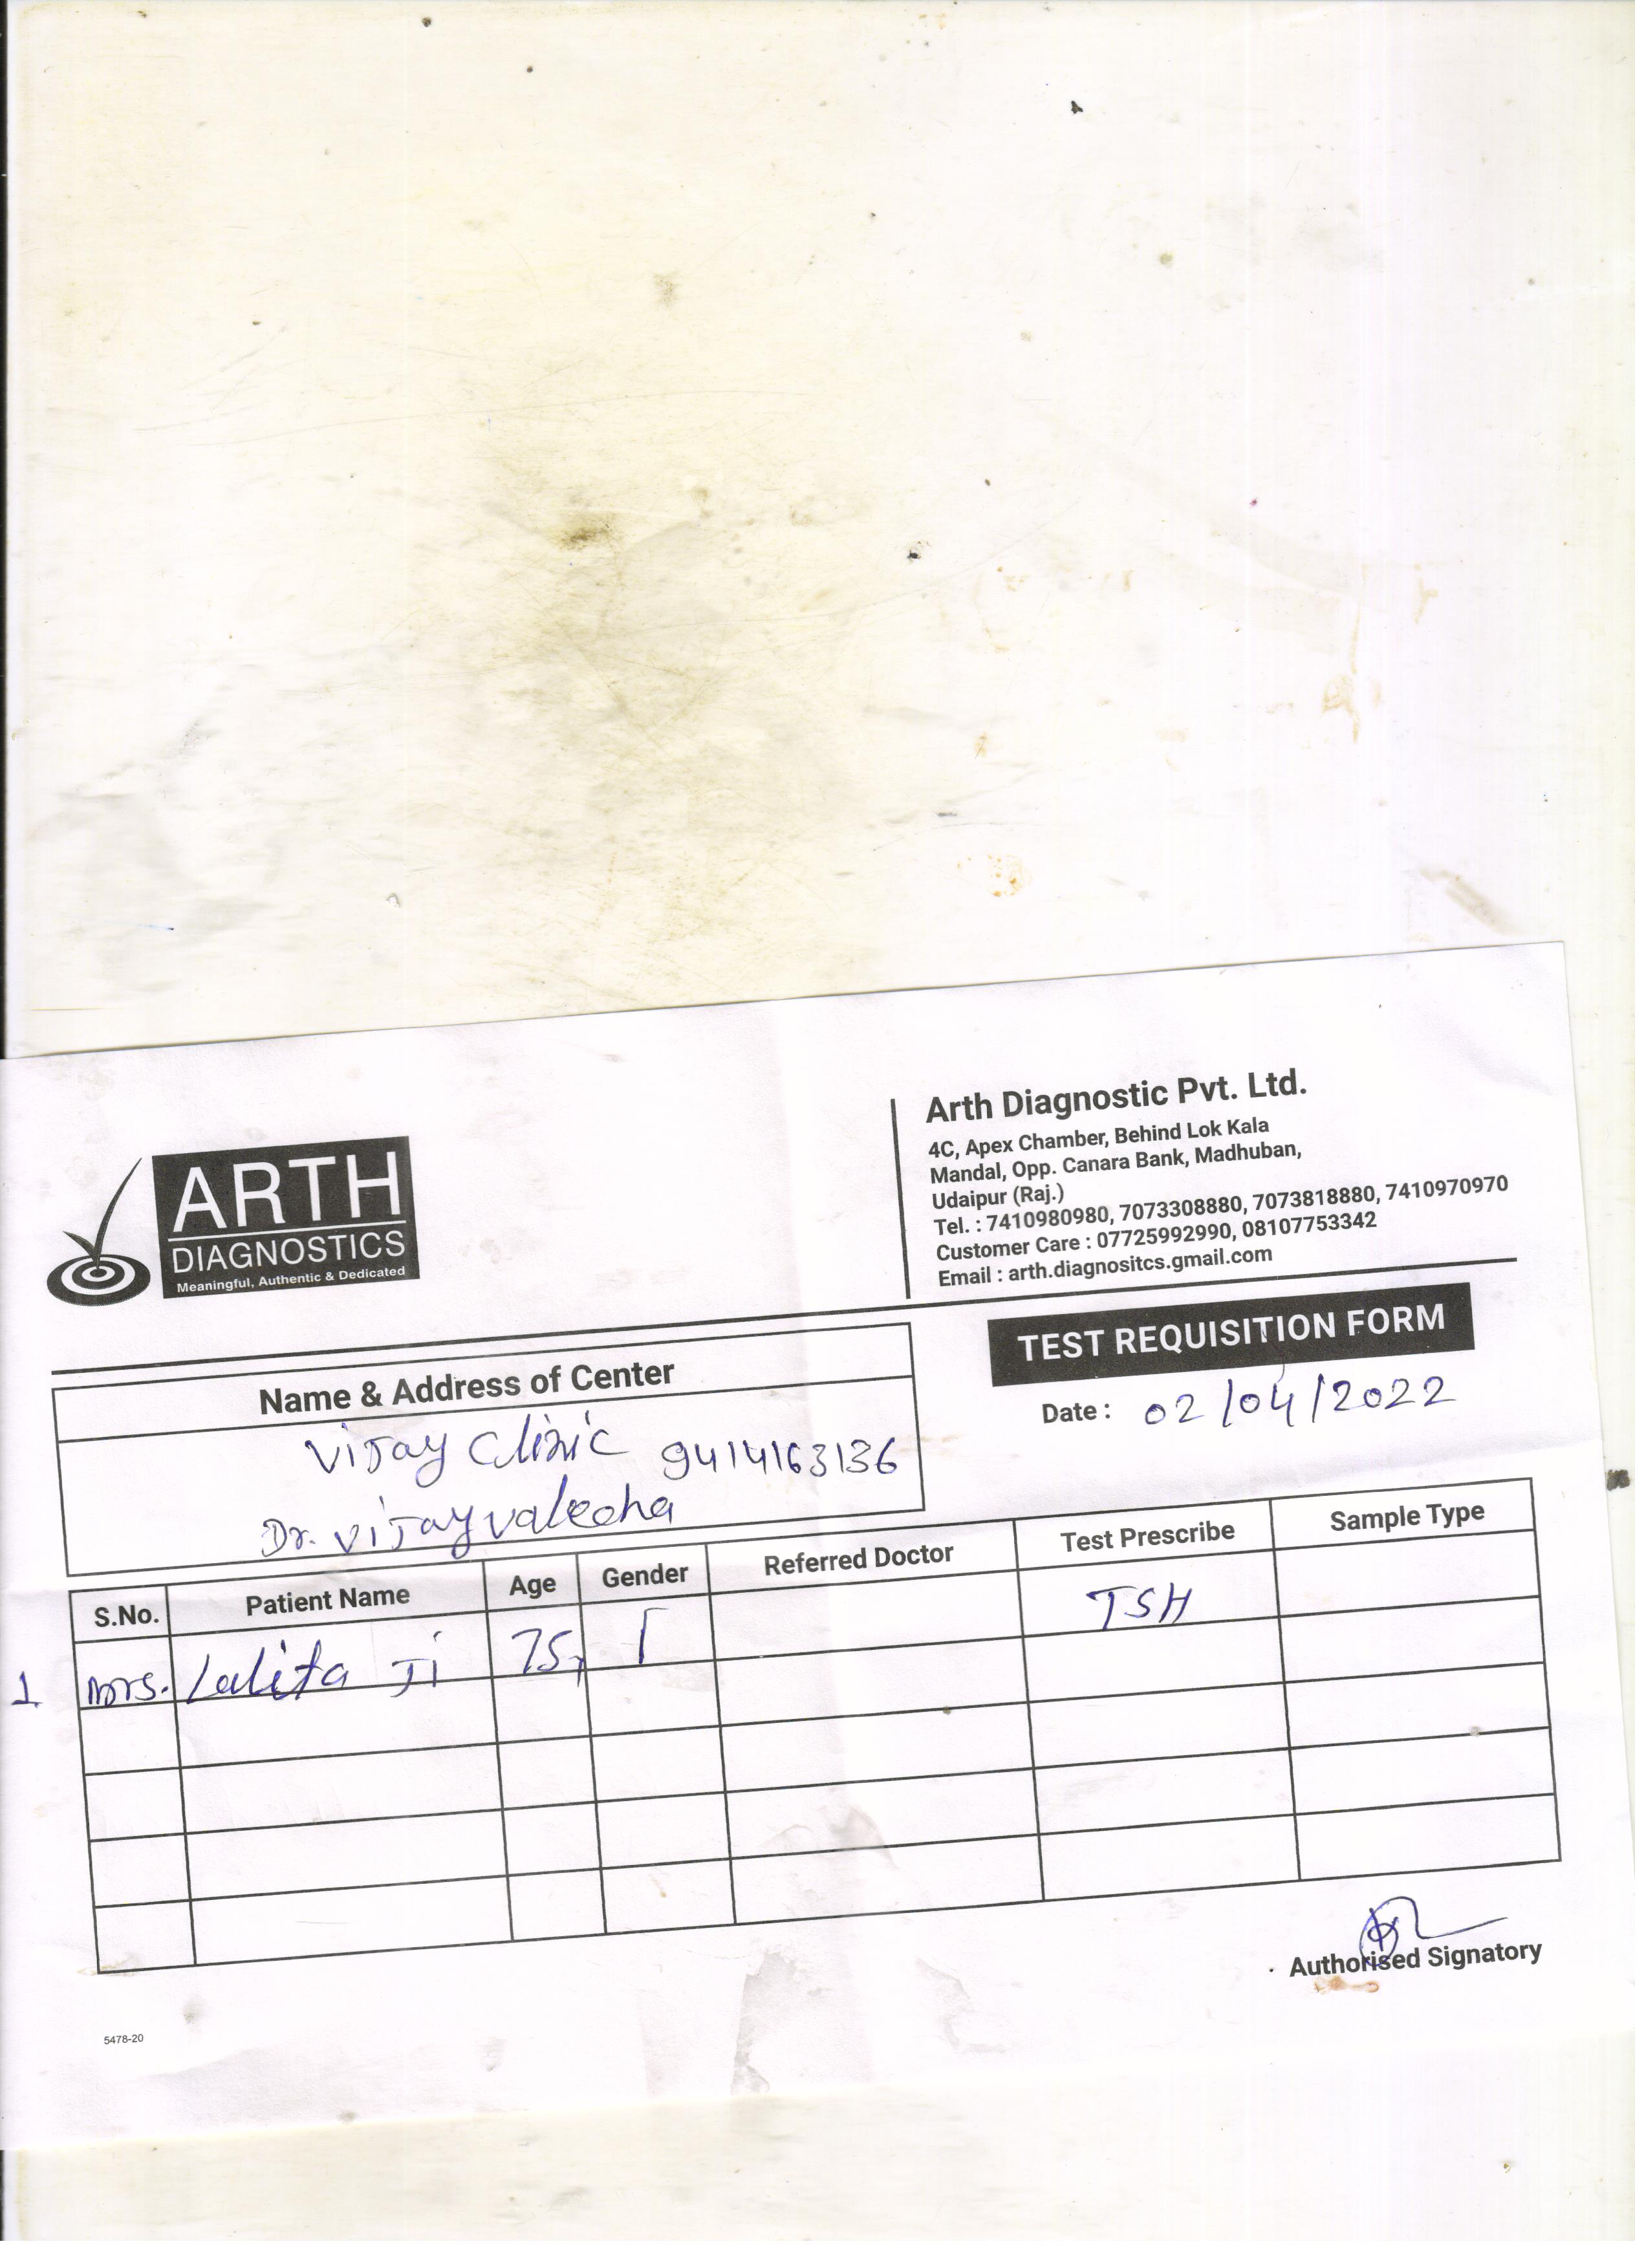 ARTH
DIAGNOSTICS
Meaningful, Authentic & Dedicated
Arth Diagnostic Pvt. Ltd.
4C, Apex Chamber, Behind Lok Kala
Mandal, Opp. Canara Bank, Madhuban,
Udaipur (Raj.)
Tel. : 7410980980, 7073308880, 7073818880, 7410970970
Customer Care : 07725992990, 08107753342
Email : arth.diagnositcs.gmail.com
TEST REQUISITION FORM
Date : 02/04/2022
Name & Address of Center
Vijay Clinic 9414163136
Dr. Vijay valecha
S.No. Patient Name Age Gender Referred Doctor Test Prescribe Sample Type
1 Mrs. Lalita Ji 75 TSH
Authorised Signatory
5478-20